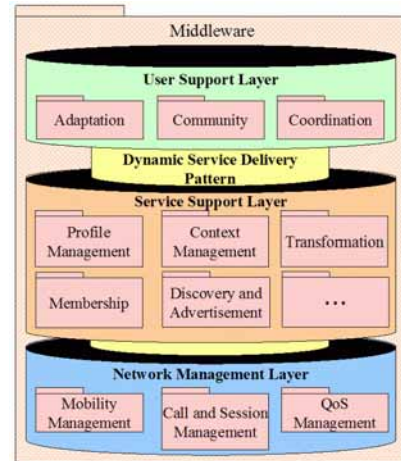 Middleware
User Support Layer
Adaptation
Community
Coordination
Dynamic Service Delivery
Pattern
Service Support Layer
Profile
Management
Context
Management
Transformation
Membership
Discovery and
Advertisement
...
Network Management Layer
Mobility
Management
Call and Session
Management
QoS
Management